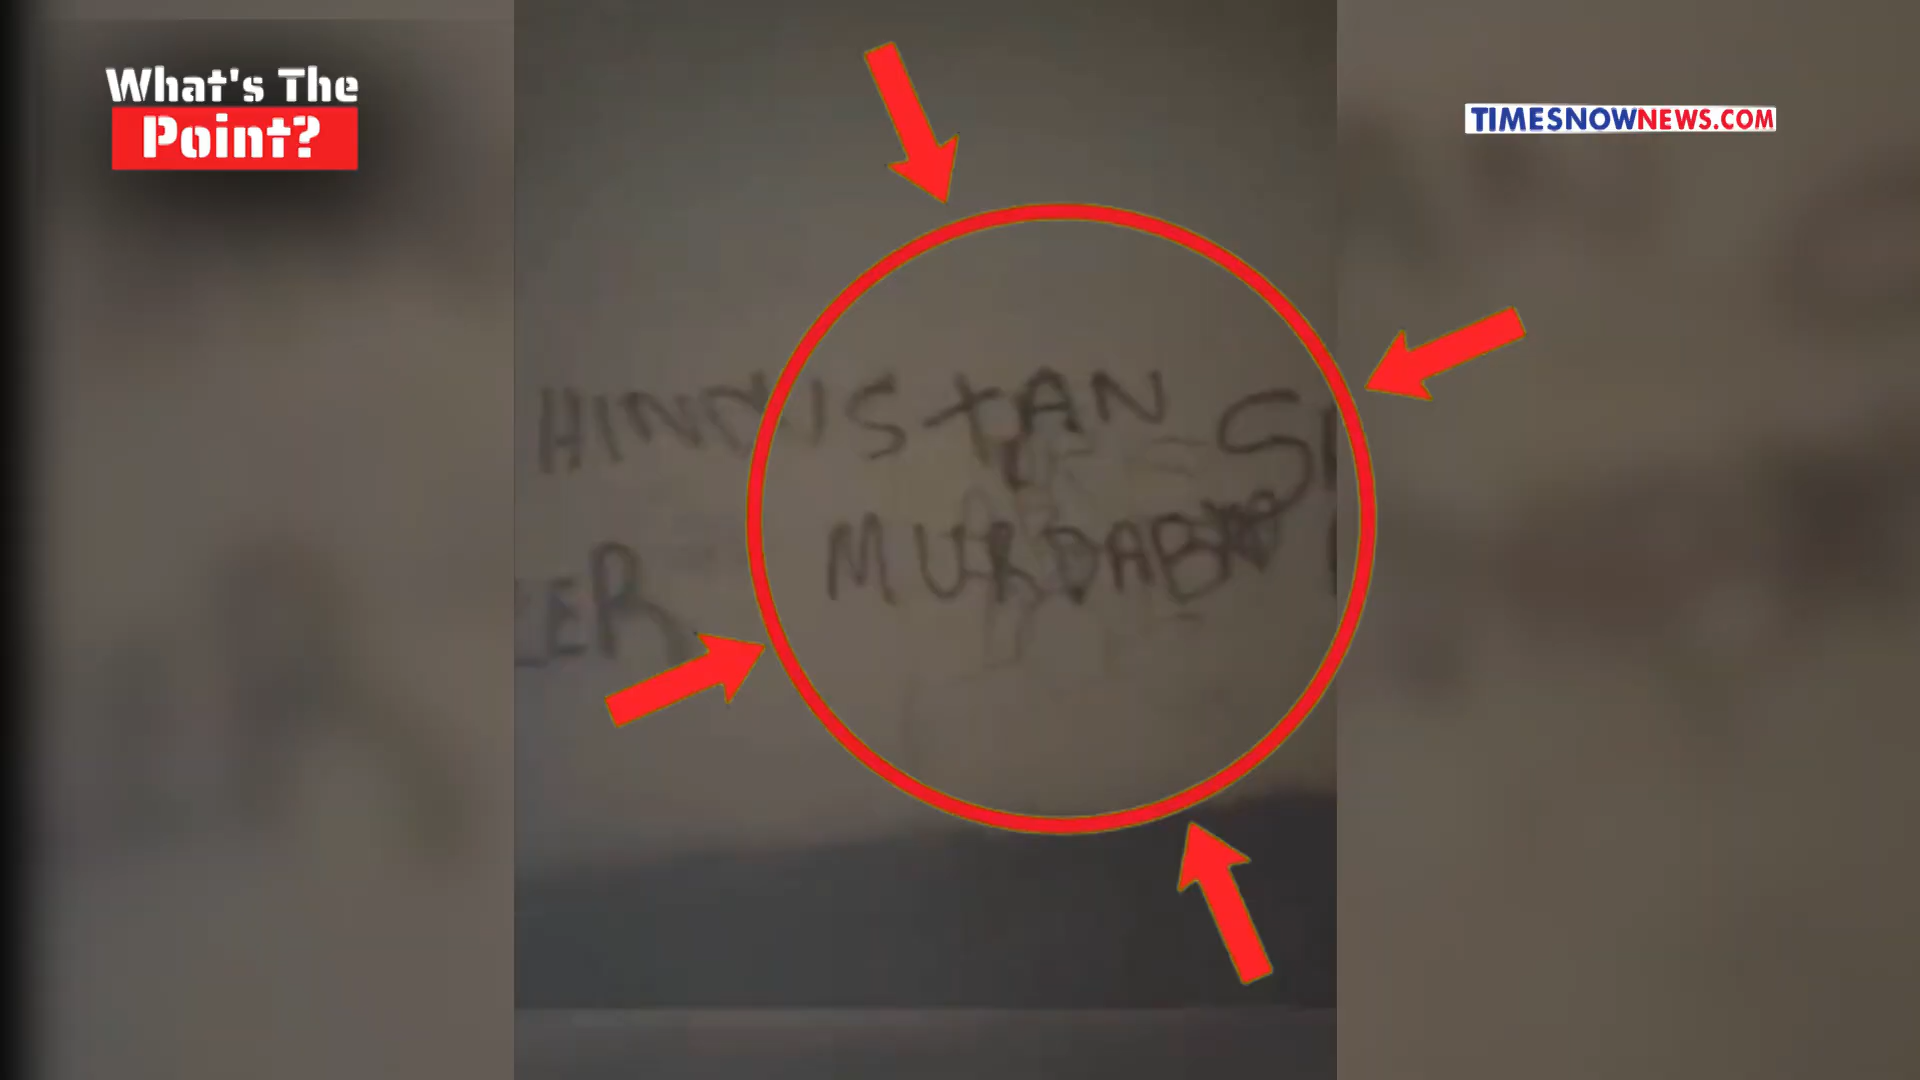 What's The
Point?
TIMESNOWNEWS.COM
HINDUSTAN
MURDABAD